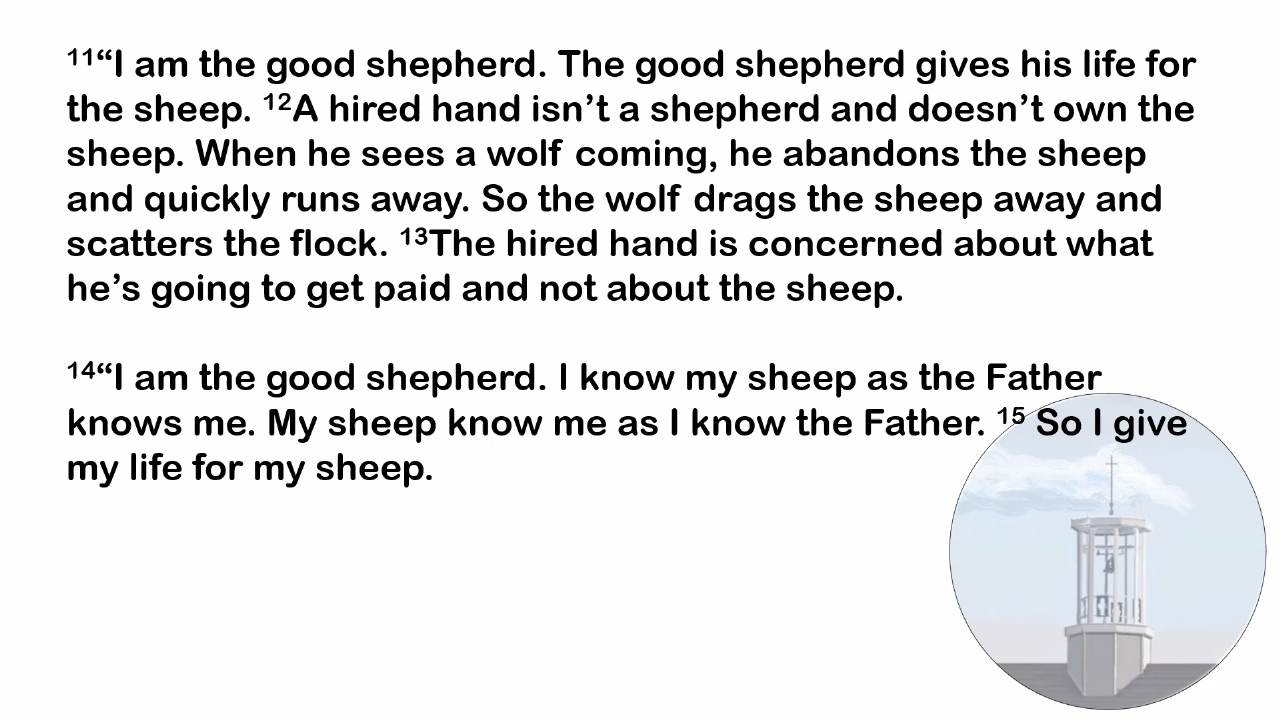 ¹¹“I am the good shepherd. The good shepherd gives his life for
the sheep. ¹²A hired hand isn’t a shepherd and doesn’t own the
sheep. When he sees a wolf coming, he abandons the sheep
and quickly runs away. So the wolf drags the sheep away and
scatters the flock. ¹³The hired hand is concerned about what
he’s going to get paid and not about the sheep.
¹⁴“I am the good shepherd. I know my sheep as the Father
knows me. My sheep know me as I know the Father. ¹⁵ So I give
my life for my sheep.